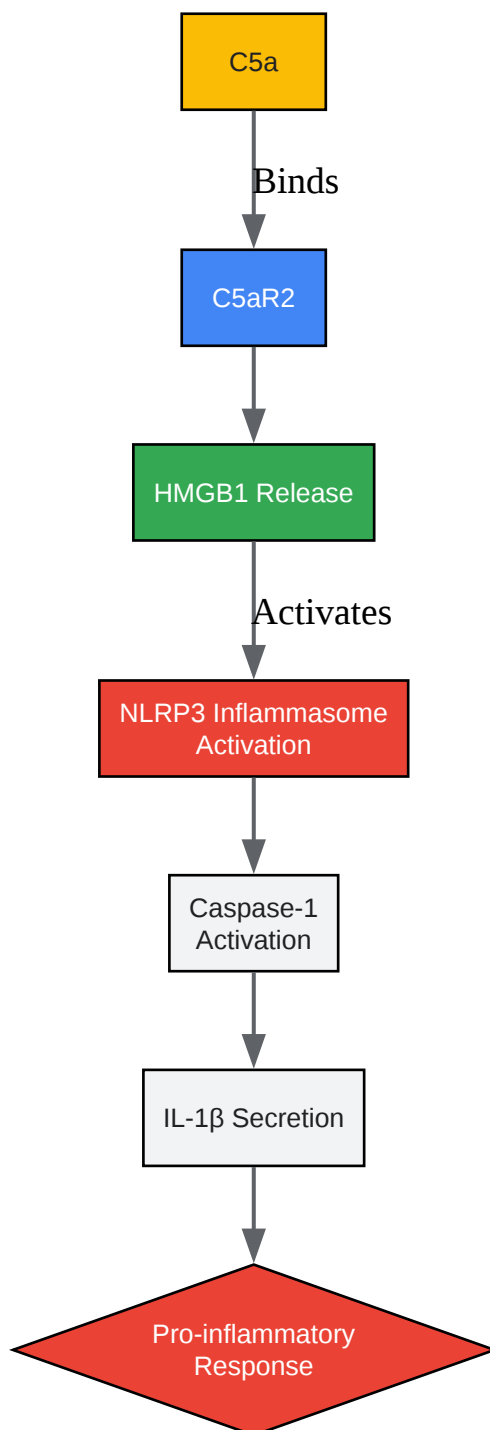 C5a
Binds
C5aR2
HMGB1 Release
Activates
NLRP3 Inflammasome
Activation
Caspase-1
Activation
IL-1β Secretion
Pro-inflammatory
Response